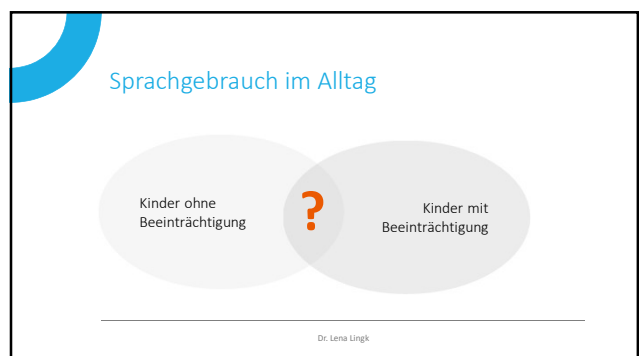 Sprachgebrauch im Alltag
Kinder ohne
Beeinträchtigung
?
Kinder mit
Beeinträchtigung
Dr. Lena Lingk